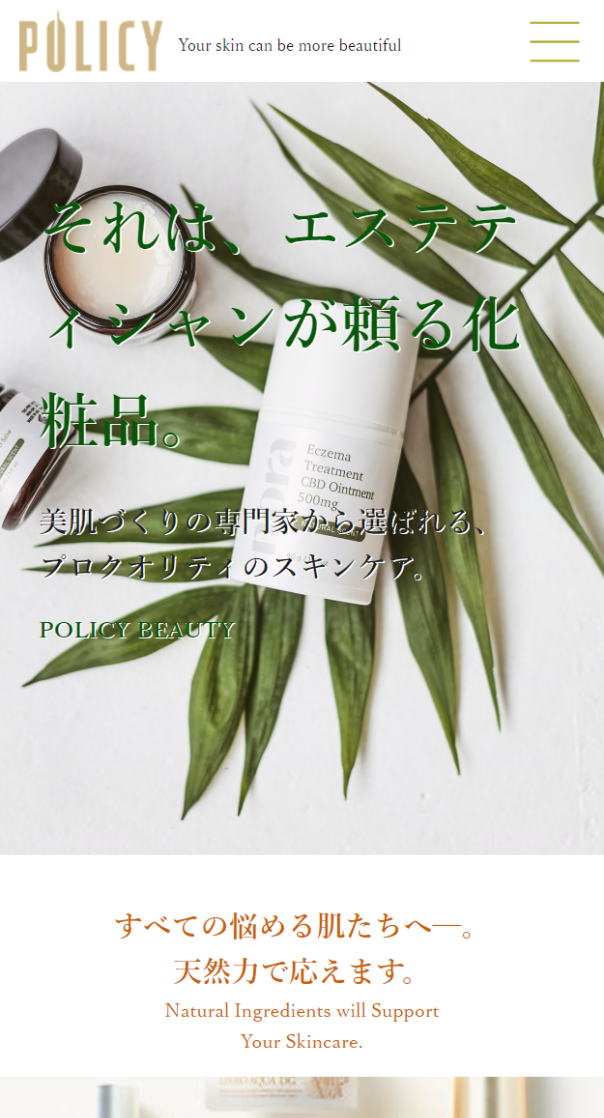 POLICY
Your skin can be more beautiful
それは、エステテ
ィシャンが頼る化
粧品。
Eczema
Treatment
CBD Ointment
500mg
美肌づくりの専門家から選ばれる、
プロクオリティのスキンケア。
POLICY BEAUTY
すべての悩める肌たちへ―。
天然力で応えます。
Natural Ingredients will Support
Your Skincare.